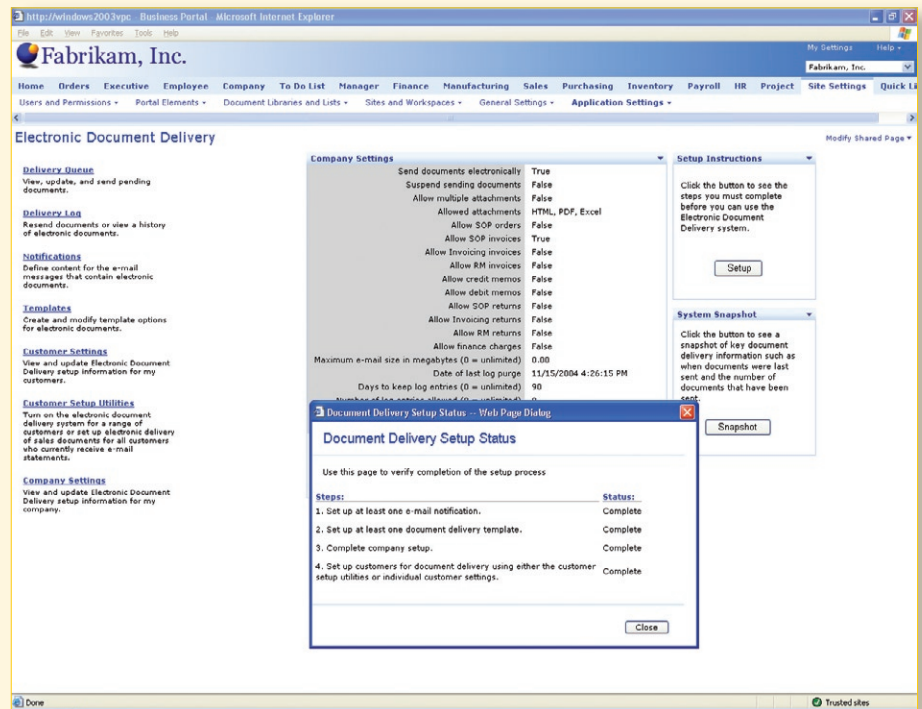 http://windows2003vpc - Business Portal - Microsoft Internet Explorer
File Edit View Favorites Tools Help
Fabrikam, Inc.
My Settings Help
Fabrikam, Inc.
Home Orders Executive Employee Company To Do List Manager Finance Manufacturing Sales Purchasing Inventory Payroll HR Project Site Settings Quick Li
Users and Permissions Portal Elements Document Libraries and Lists Sites and Workspaces General Settings Application Settings
Electronic Document Delivery
Modify Shared Page
Delivery Queue
View, update, and send pending
documents.
Delivery Log
Resend documents or view a history
of electronic documents.
Notifications
Define content for the e-mail
messages that contain electronic
documents.
Templates
Create and modify template options
for electronic documents.
Customer Settings
View and update Electronic Document
Delivery setup information for my
customers.
Customer Setup Utilities
Turn on the electronic document
delivery system for a range of
customers or set up electronic delivery
of sales documents for all customers
who currently receive e-mail
statements.
Company Settings
View and update Electronic Document
Delivery setup information for my
company.
Company Settings
Send documents electronically True
Suspend sending documents False
Allow multiple attachments False
Allowed attachments HTML, PDF, Excel
Allow SOP orders False
Allow SOP invoices True
Allow Invoicing invoices False
Allow RM invoices False
Allow credit memos False
Allow debit memos False
Allow SOP returns False
Allow Invoicing returns False
Allow RM returns False
Allow finance charges False
Maximum e-mail size in megabytes (0 = unlimited) 0.00
Date of last log purge 11/15/2004 4:26:15 PM
Days to keep log entries (0 = unlimited) 90
Number of log entries allowed (0 = unlimited) 0
Setup Instructions
Click the button to see the
steps you must complete
before you can use the
Electronic Document
Delivery system.
Setup
System Snapshot
Click the button to see a
snapshot of key document
delivery information such as
when documents were last
sent and the number of
documents that have been
sent.
Snapshot
Document Delivery Setup Status -- Web Page Dialog
Document Delivery Setup Status
Use this page to verify completion of the setup process
Steps: Status:
1. Set up at least one e-mail notification. Complete
2. Set up at least one document delivery template. Complete
3. Complete company setup. Complete
4. Set up customers for document delivery using either the customer
setup utilities or individual customer settings. Complete
Close
Done
Trusted sites